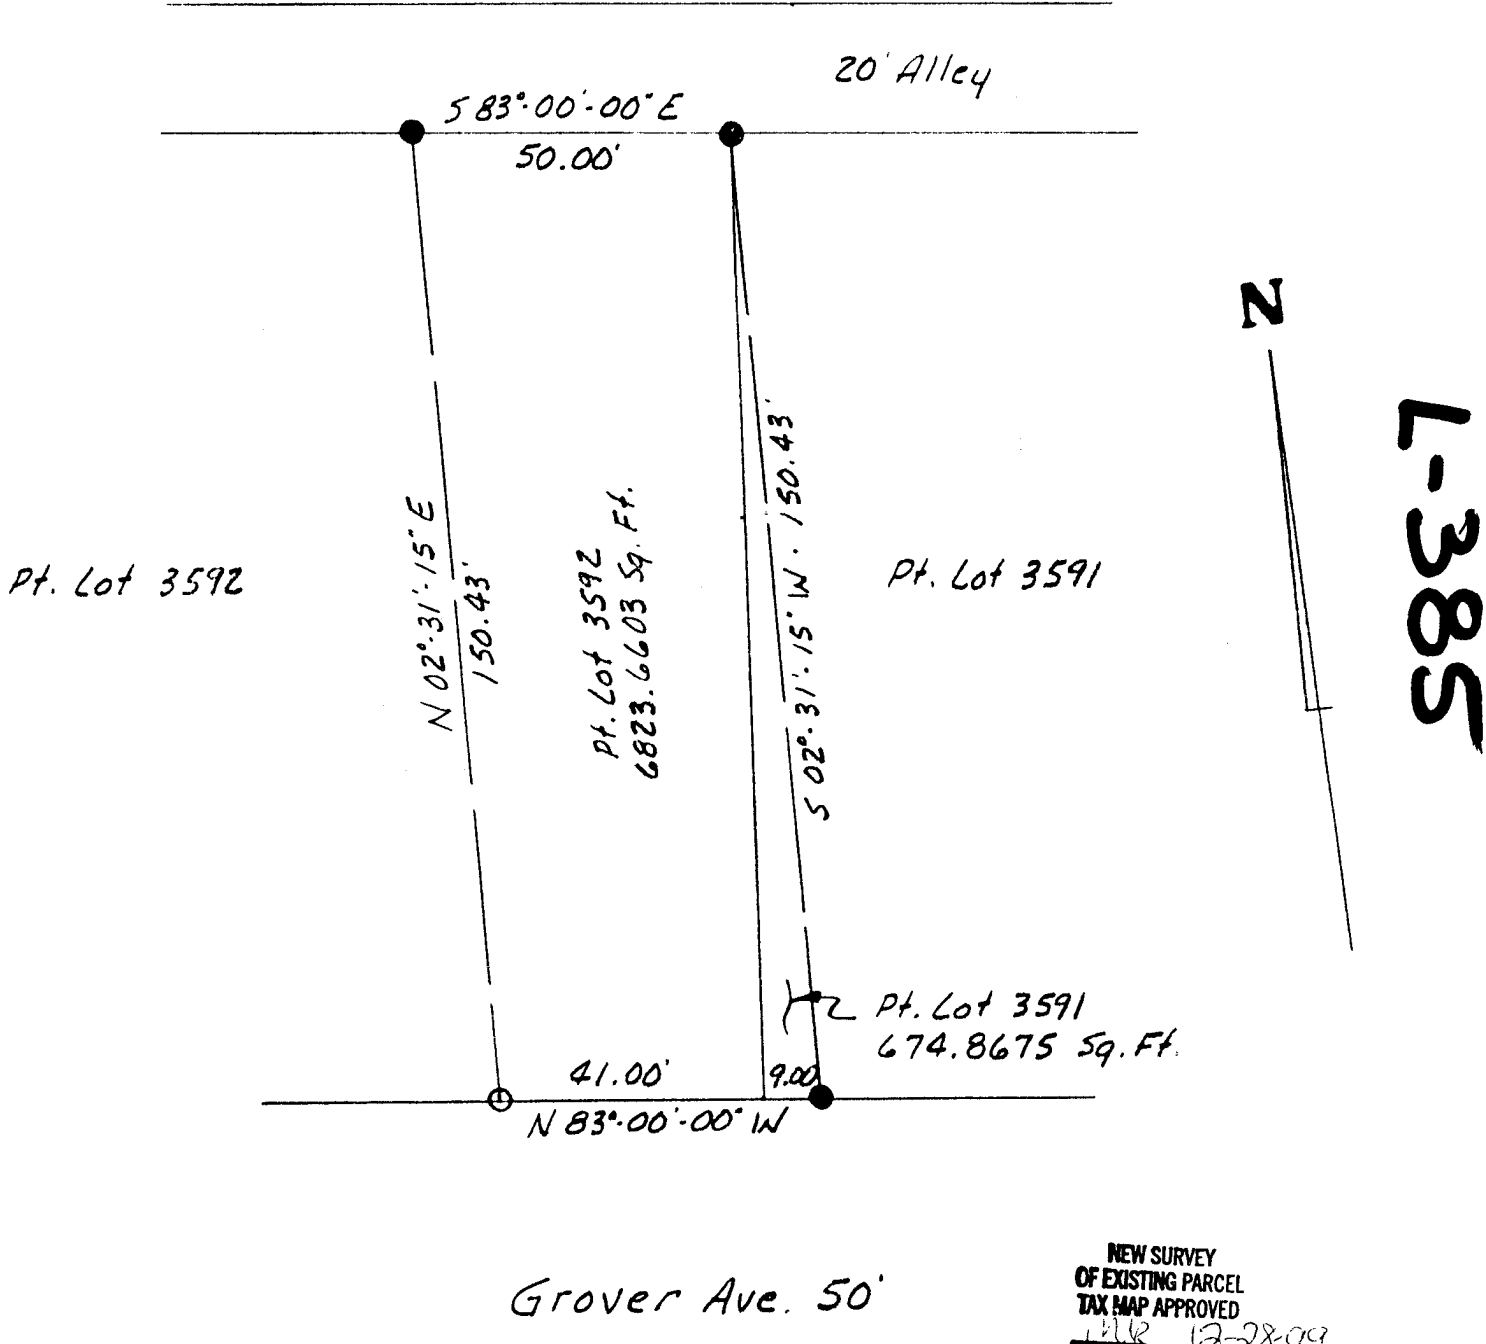 20' Alley
S 83°-00'-00" E
50.00'
N
L-385
N 02°-31'-15" E
150.43'
Pt. Lot 3592
Pt. Lot 3592
6823.6603 Sq. Ft.
S 02°-31'-15" W - 150.43'
Pt. Lot 3591
Pt. Lot 3591
674.8675 Sq. Ft.
41.00'
9.00
N 83°-00'-00" W
Grover Ave. 50'
NEW SURVEY
OF EXISTING PARCEL
TAX MAP APPROVED
12-28-99